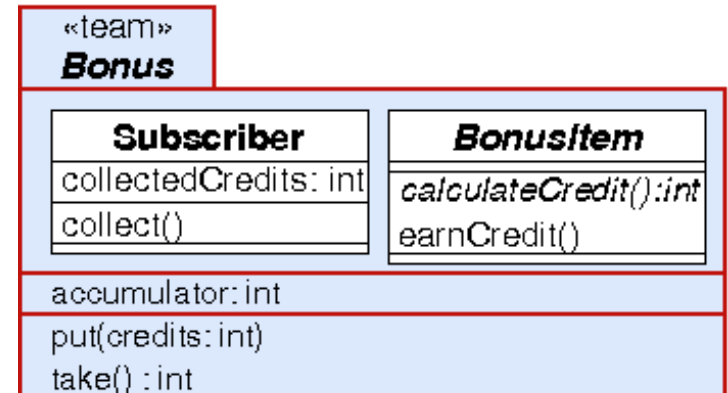 «team»
Bonus
Subscriber
collectedCredits: int
collect()
BonusItem
calculateCredit():int
earnCredit()
accumulator: int
put(credits: int)
take() : int